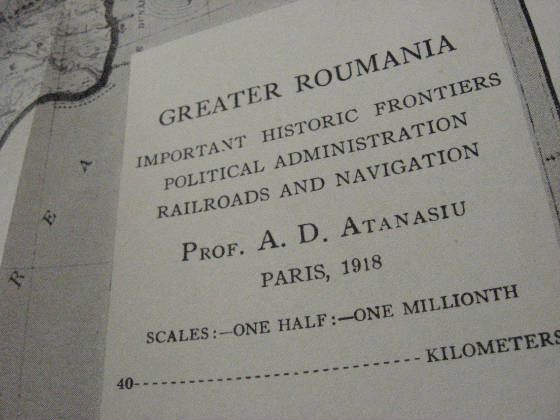 GREATER ROUMANIA
IMPORTANT HISTORIC FRONTIERS
POLITICAL ADMINISTRATION
RAILROADS AND NAVIGATION
PROF. A. D. ATANASIU
PARIS, 1918
SCALES:—ONE HALF:—ONE MILLIONTH
40------------------------------KILOMETERS
R E A